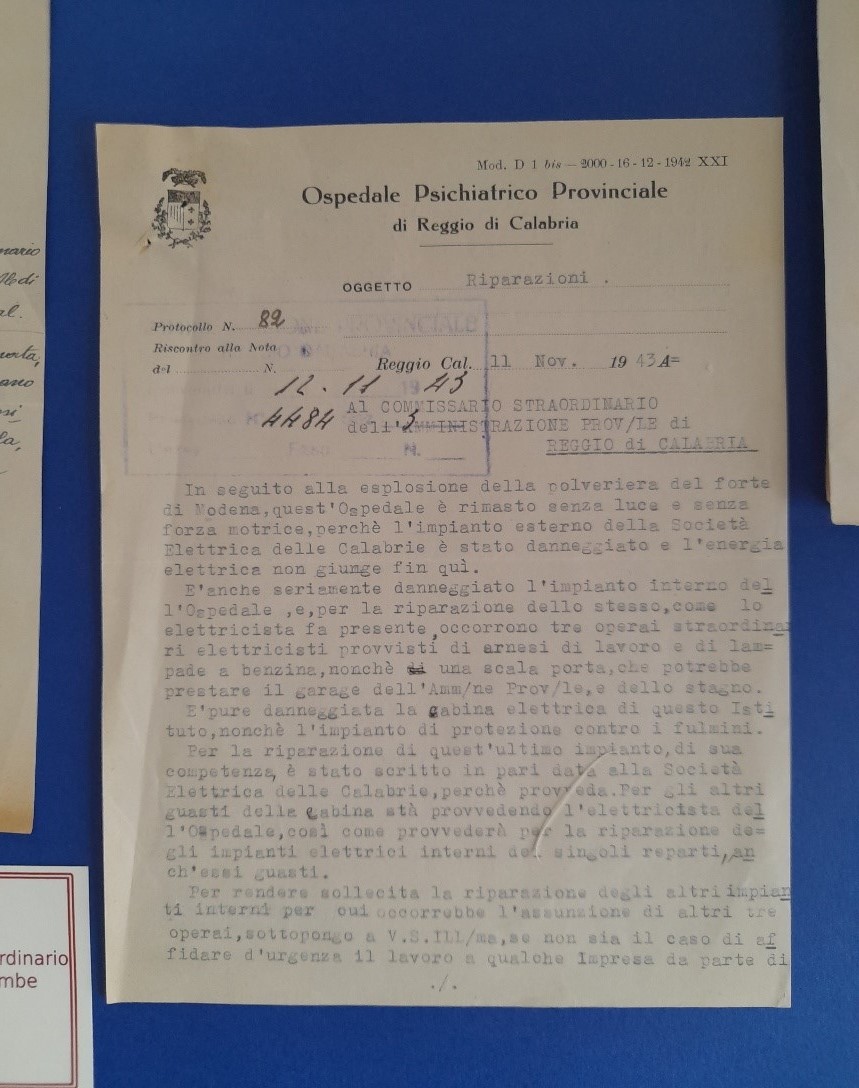 Mod. D 1 bis — 2000 - 16 - 12 - 1942 XXI
Ospedale Psichiatrico Provinciale
di Reggio di Calabria
OGGETTO Riparazioni .
Protocollo N. 82
Riscontro alla Nota
del N.
Reggio Cal. 11 Nov. 1943 A=
12.11 1943
4484 3
N.
Al COMMISSARIO STRAORDINARIO
dell'AMMINISTRAZIONE PROV/LE di
REGGIO di CALABRIA
In seguito alla esplosione della polveriera del forte
di Modena,quest'Ospedale è rimasto senza luce e senza
forza motrice,perchè l'impianto esterno della Società
Elettrica delle Calabrie è stato danneggiato e l'energia
elettrica non giunge fin quì.
E'anche seriamente danneggiato l'impianto interno del
l'Ospedale ,e,per la riparazione dello stesso,come lo
elettricista fa presente,occorrono tre operai straordina
ri elettricisti provvisti di arnesi di lavoro e di lam=
pade a benzina,nonchè di una scala porta,che potrebbe
prestare il garage dell'Amm/ne Prov/le,e dello stagno.
E'pure danneggiata la cabina elettrica di questo Isti
tuto,nonchè l'impianto di protezione contro i fulmini.
Per la riparazione di quest'ultimo impianto,di sua
competenza, è stato scritto in pari data alla Società
Elettrica delle Calabrie,perchè provveda.Per gli altri
guasti della cabina stà provvedendo l'elettricista del
l'Ospedale,così come provvederà per la riparazione de=
gli impianti elettrici interni dei singoli reparti,an
ch'essi guasti.
Per rendere sollecita la riparazione degli altri impian
ti interni per cui occorrebbe l'assunzione di altri tre
operai,sottopongo a V.S.Ill/ma,se non sia il caso di af
fidare d'urgenza il lavoro a qualche Impresa da parte di
./.
rdinario
mbe